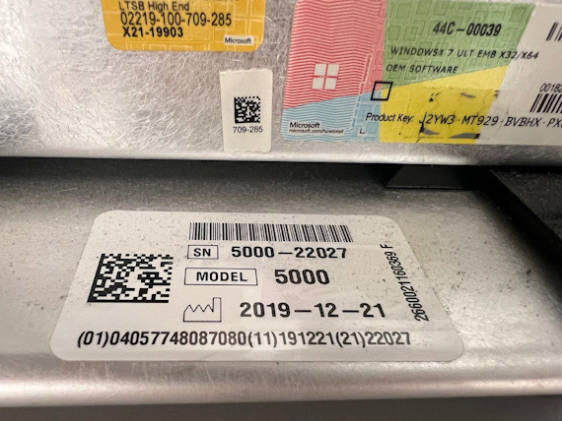 LTSB High End
02219-100-709-285
X21-19903
Microsoft
709-285
44C-00039
WINDOWS® 7 ULT EMB X32/X64
OEM SOFTWARE
Microsoft
Product Key:
SN 5000-22027
MODEL 5000
2019-12-21
(01)04057748087080(11)191221(21)22027
2660021160369 F